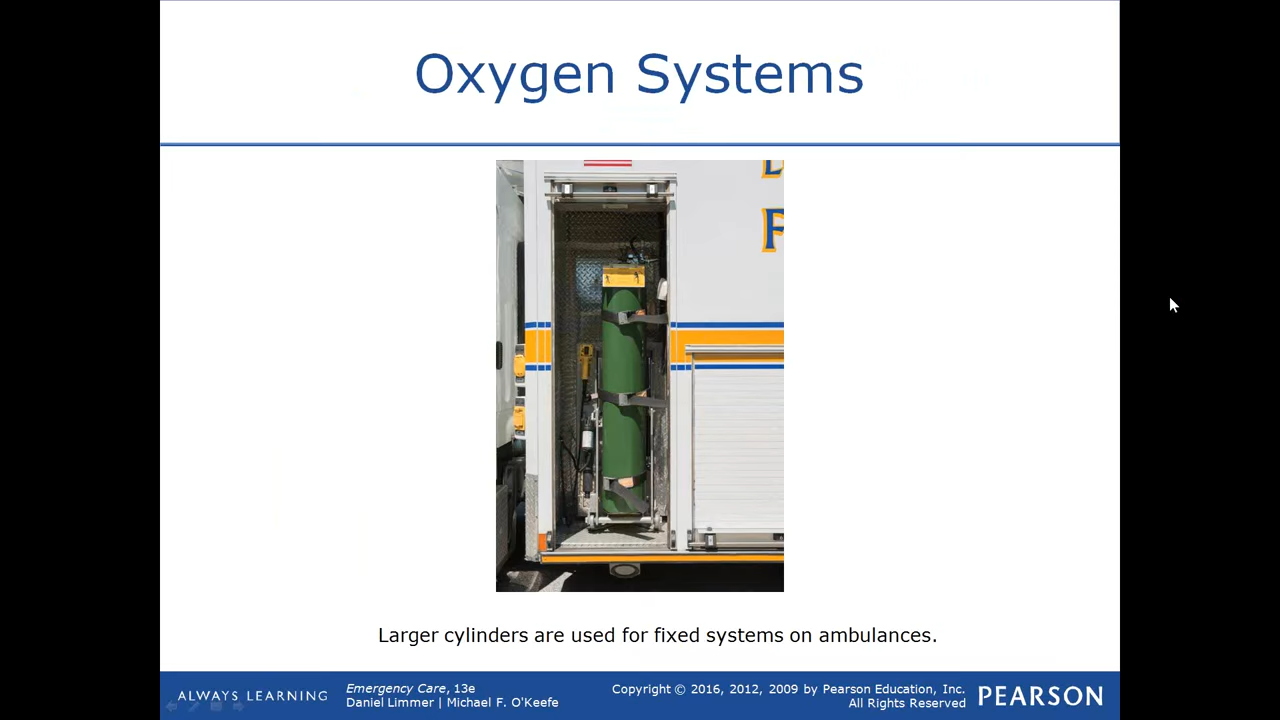 Oxygen Systems
Larger cylinders are used for fixed systems on ambulances.
ALWAYS LEARNING
Emergency Care, 13e
Daniel Limmer | Michael F. O'Keefe
Copyright © 2016, 2012, 2009 by Pearson Education, Inc.
All Rights Reserved
PEARSON